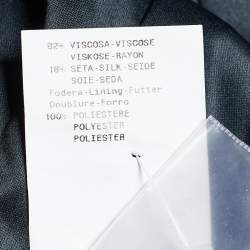 82% VISCOSA-VISCOSE
VISKOSE-RAYON
18% SETA-SILK-SEIDE
SOIE-SEDA
Fodera-Lining-Futter
Doublure-Forro
100% POLIESTERE
POLYESTER
POLIESTER